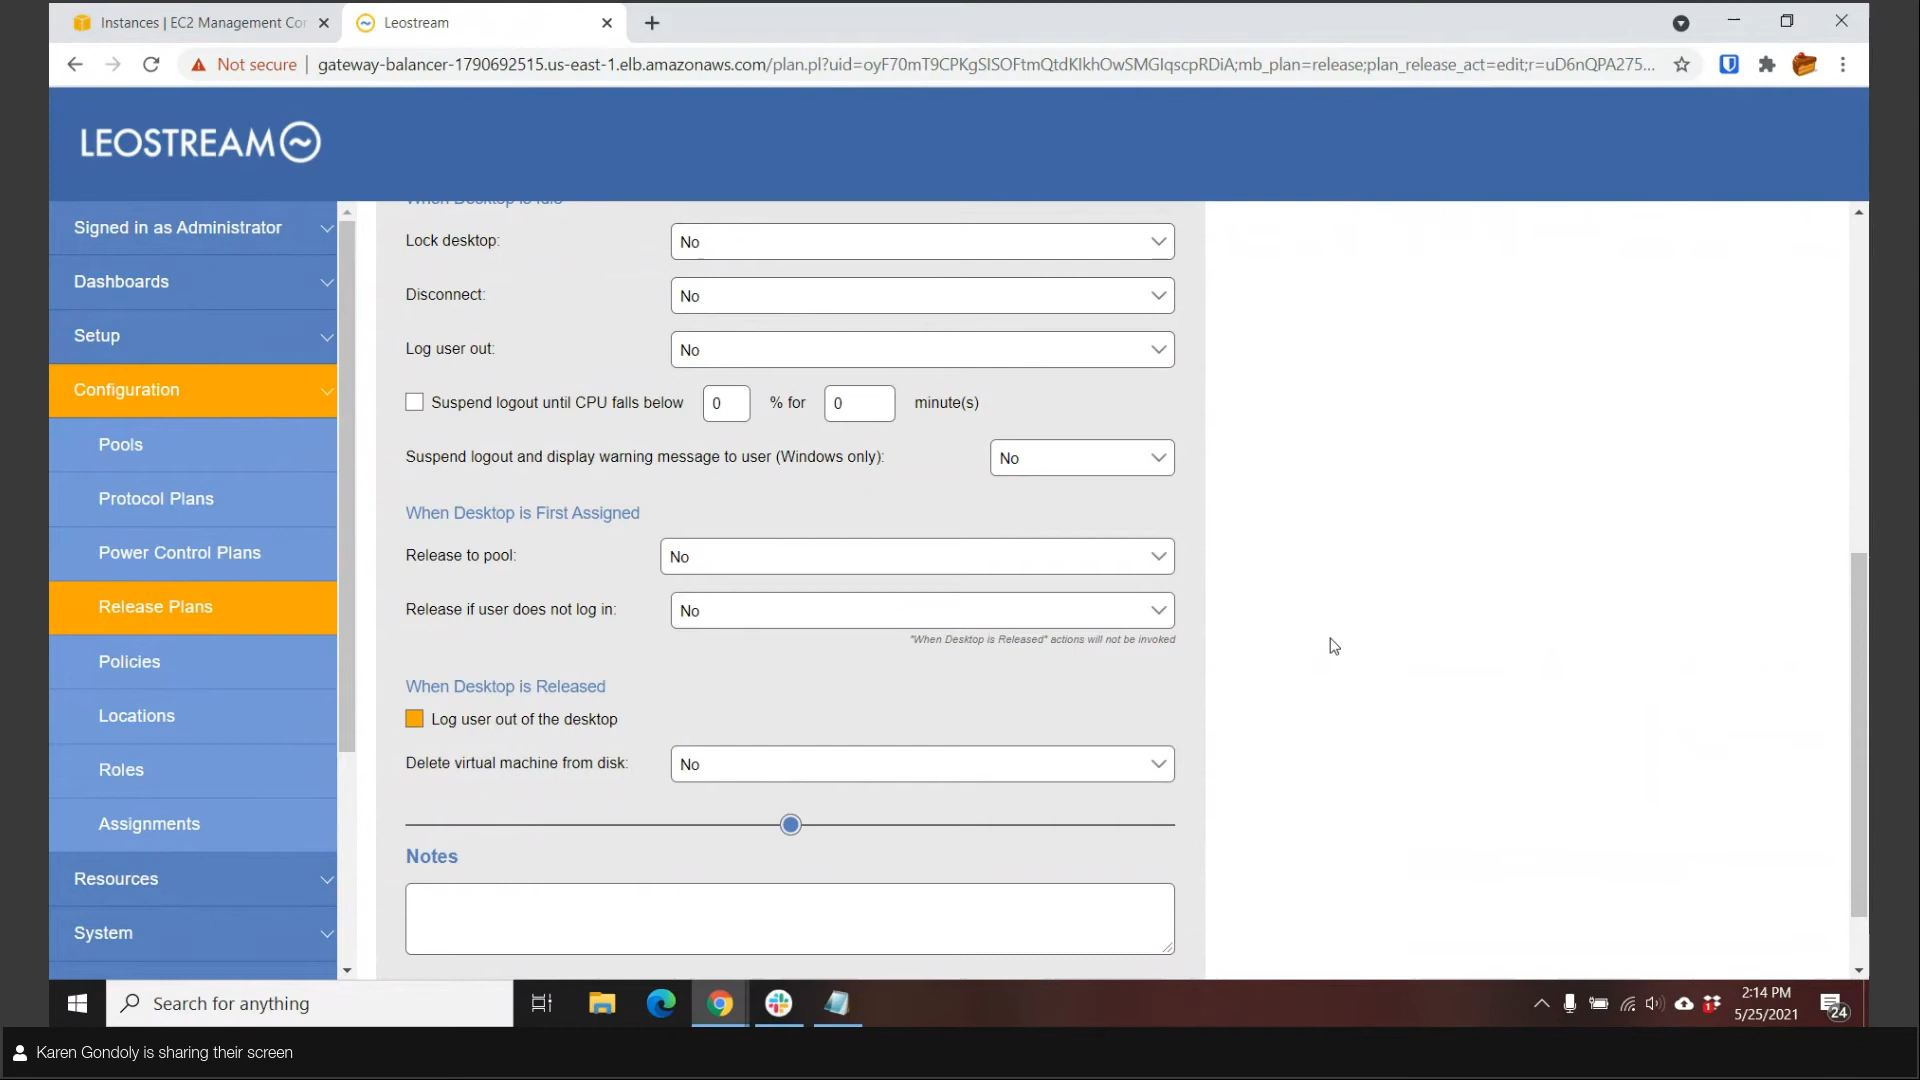 Instances | EC2 Management Cor
Leostream
Not secure
gateway-balancer-1790692515.us-east-1.elb.amazonaws.com/plan.pl?uid=oyF70mT9CPKgSISOFtmQtdKIkhOwSMGIqscpRDiA;mb_plan=release;plan_release_act=edit;r=uD6nQPA275...
LEOSTREAM
Signed in as Administrator
Dashboards
Setup
Configuration
Pools
Protocol Plans
Power Control Plans
Release Plans
Policies
Locations
Roles
Assignments
Resources
System
When Desktop is Idle
Lock desktop: No
Disconnect: No
Log user out: No
Suspend logout until CPU falls below 0 % for 0 minute(s)
Suspend logout and display warning message to user (Windows only): No
When Desktop is First Assigned
Release to pool: No
Release if user does not log in: No
"When Desktop is Released" actions will not be invoked
When Desktop is Released
Log user out of the desktop
Delete virtual machine from disk: No
Notes
Search for anything
2:14 PM
5/25/2021
24
1
Karen Gondoly is sharing their screen